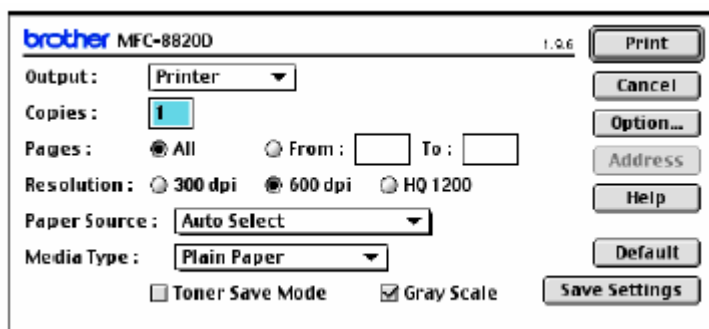 brother MFC-8820D 1.9.6 Print
Output: Printer Cancel
Copies: 1 Option...
Pages: All From: To: Address
Resolution: 300 dpi 600 dpi HQ 1200 Help
Paper Source: Auto Select
Media Type: Plain Paper Default
Toner Save Mode Gray Scale Save Settings